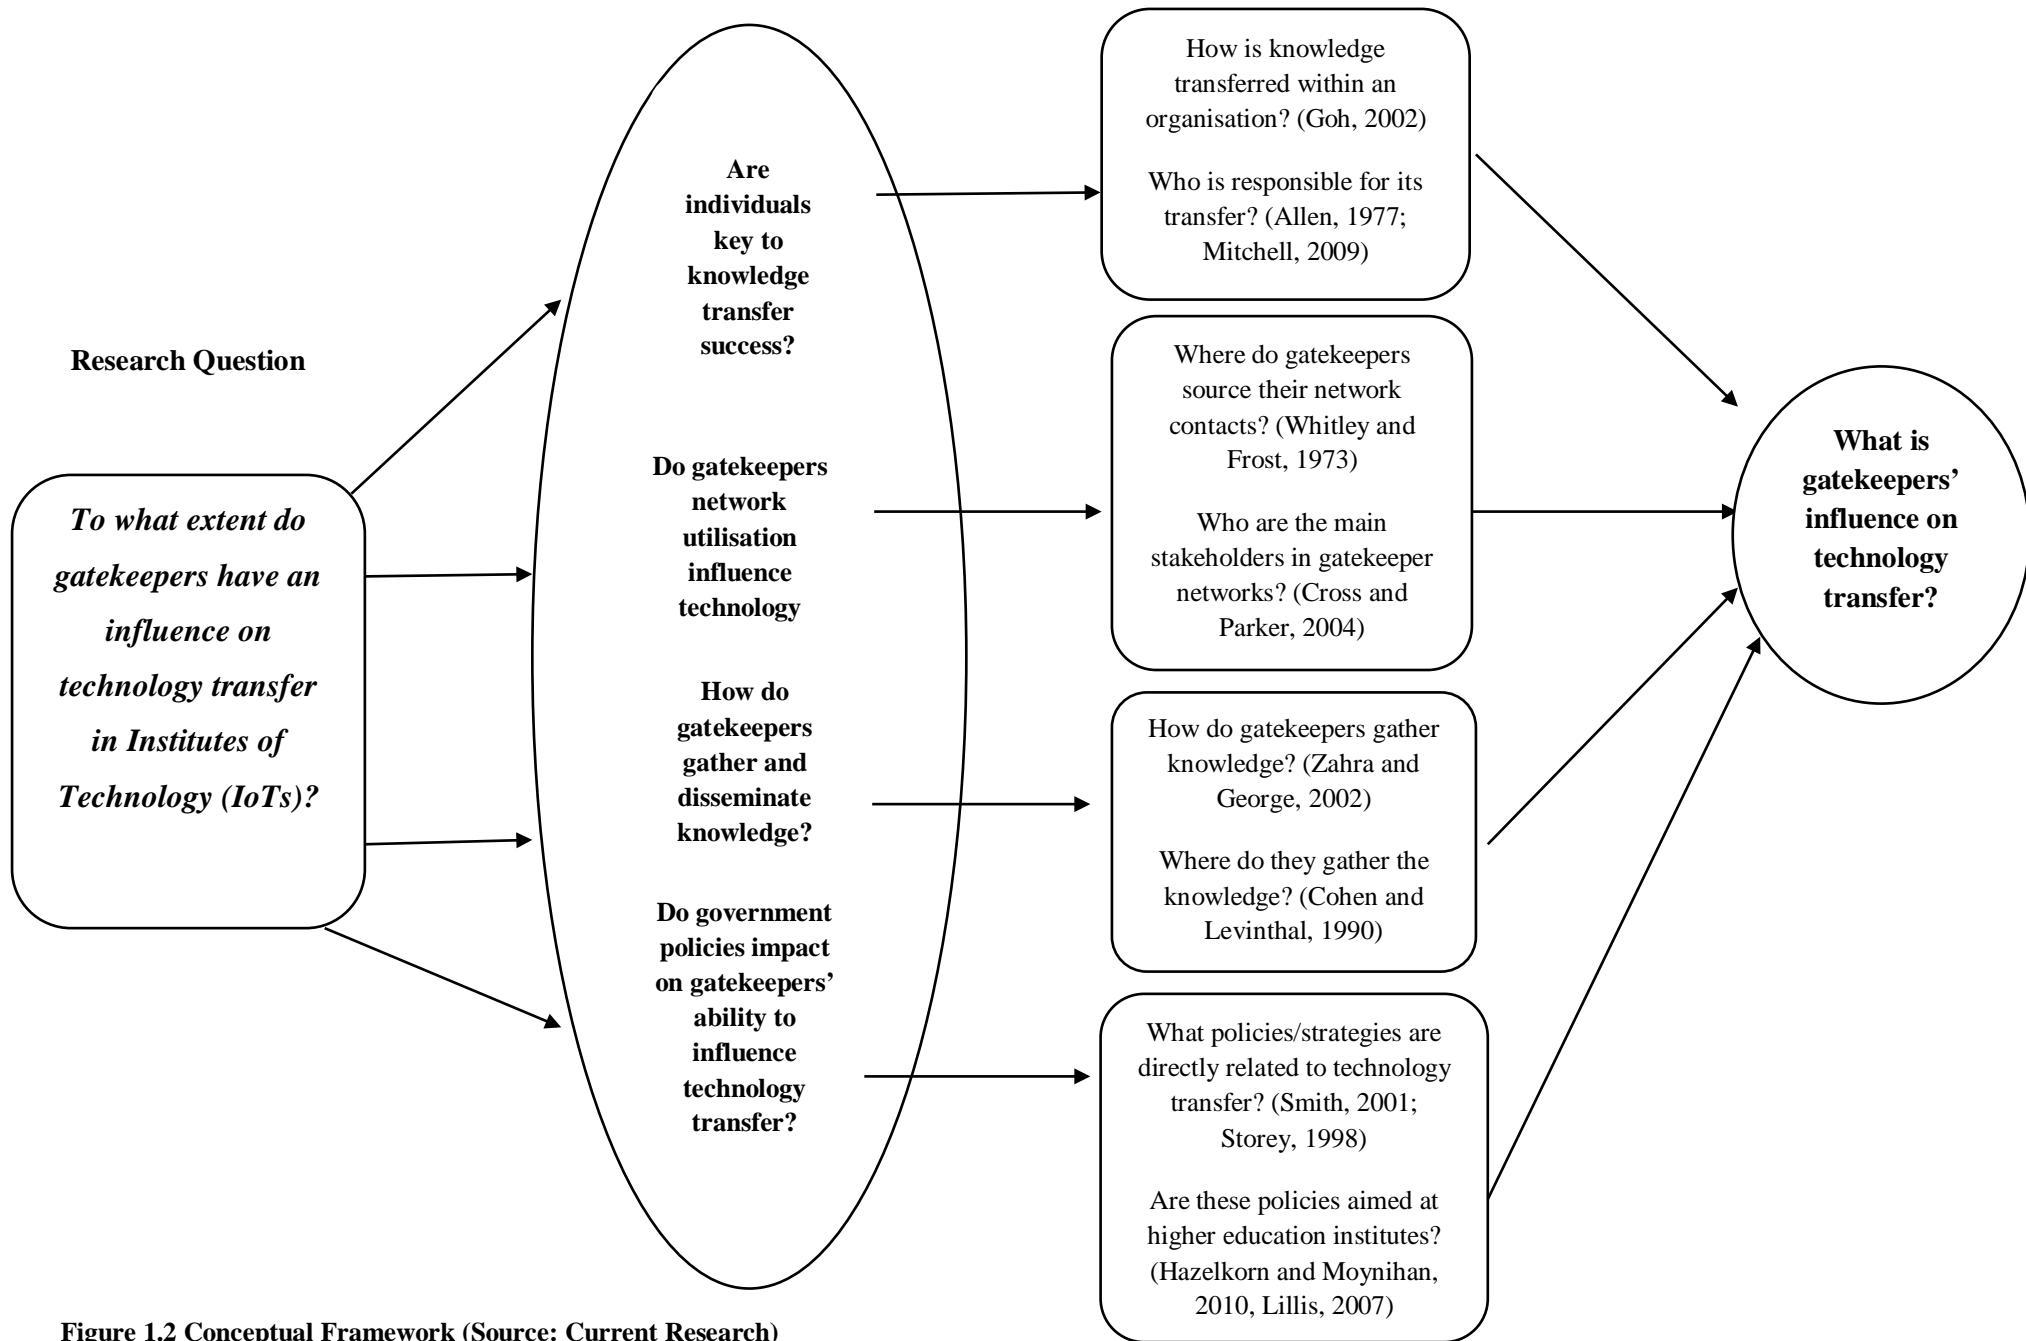 Research Question
To what extent do
gatekeepers have an
influence on
technology transfer
in Institutes of
Technology (IoTs)?
Are
individuals
key to
knowledge
transfer
success?
Do gatekeepers
network
utilisation
influence
technology
How do
gatekeepers
gather and
disseminate
knowledge?
Do government
policies impact
on gatekeepers’
ability to
influence
technology
transfer?
How is knowledge
transferred within an
organisation? (Goh, 2002)
Who is responsible for its
transfer? (Allen, 1977;
Mitchell, 2009)
Where do gatekeepers
source their network
contacts? (Whitley and
Frost, 1973)
Who are the main
stakeholders in gatekeeper
networks? (Cross and
Parker, 2004)
How do gatekeepers gather
knowledge? (Zahra and
George, 2002)
Where do they gather the
knowledge? (Cohen and
Levinthal, 1990)
What policies/strategies are
directly related to technology
transfer? (Smith, 2001;
Storey, 1998)
Are these policies aimed at
higher education institutes?
(Hazelkorn and Moynihan,
2010, Lillis, 2007)
What is
gatekeepers’
influence on
technology
transfer?
Figure 1.2 Conceptual Framework (Source: Current Research)